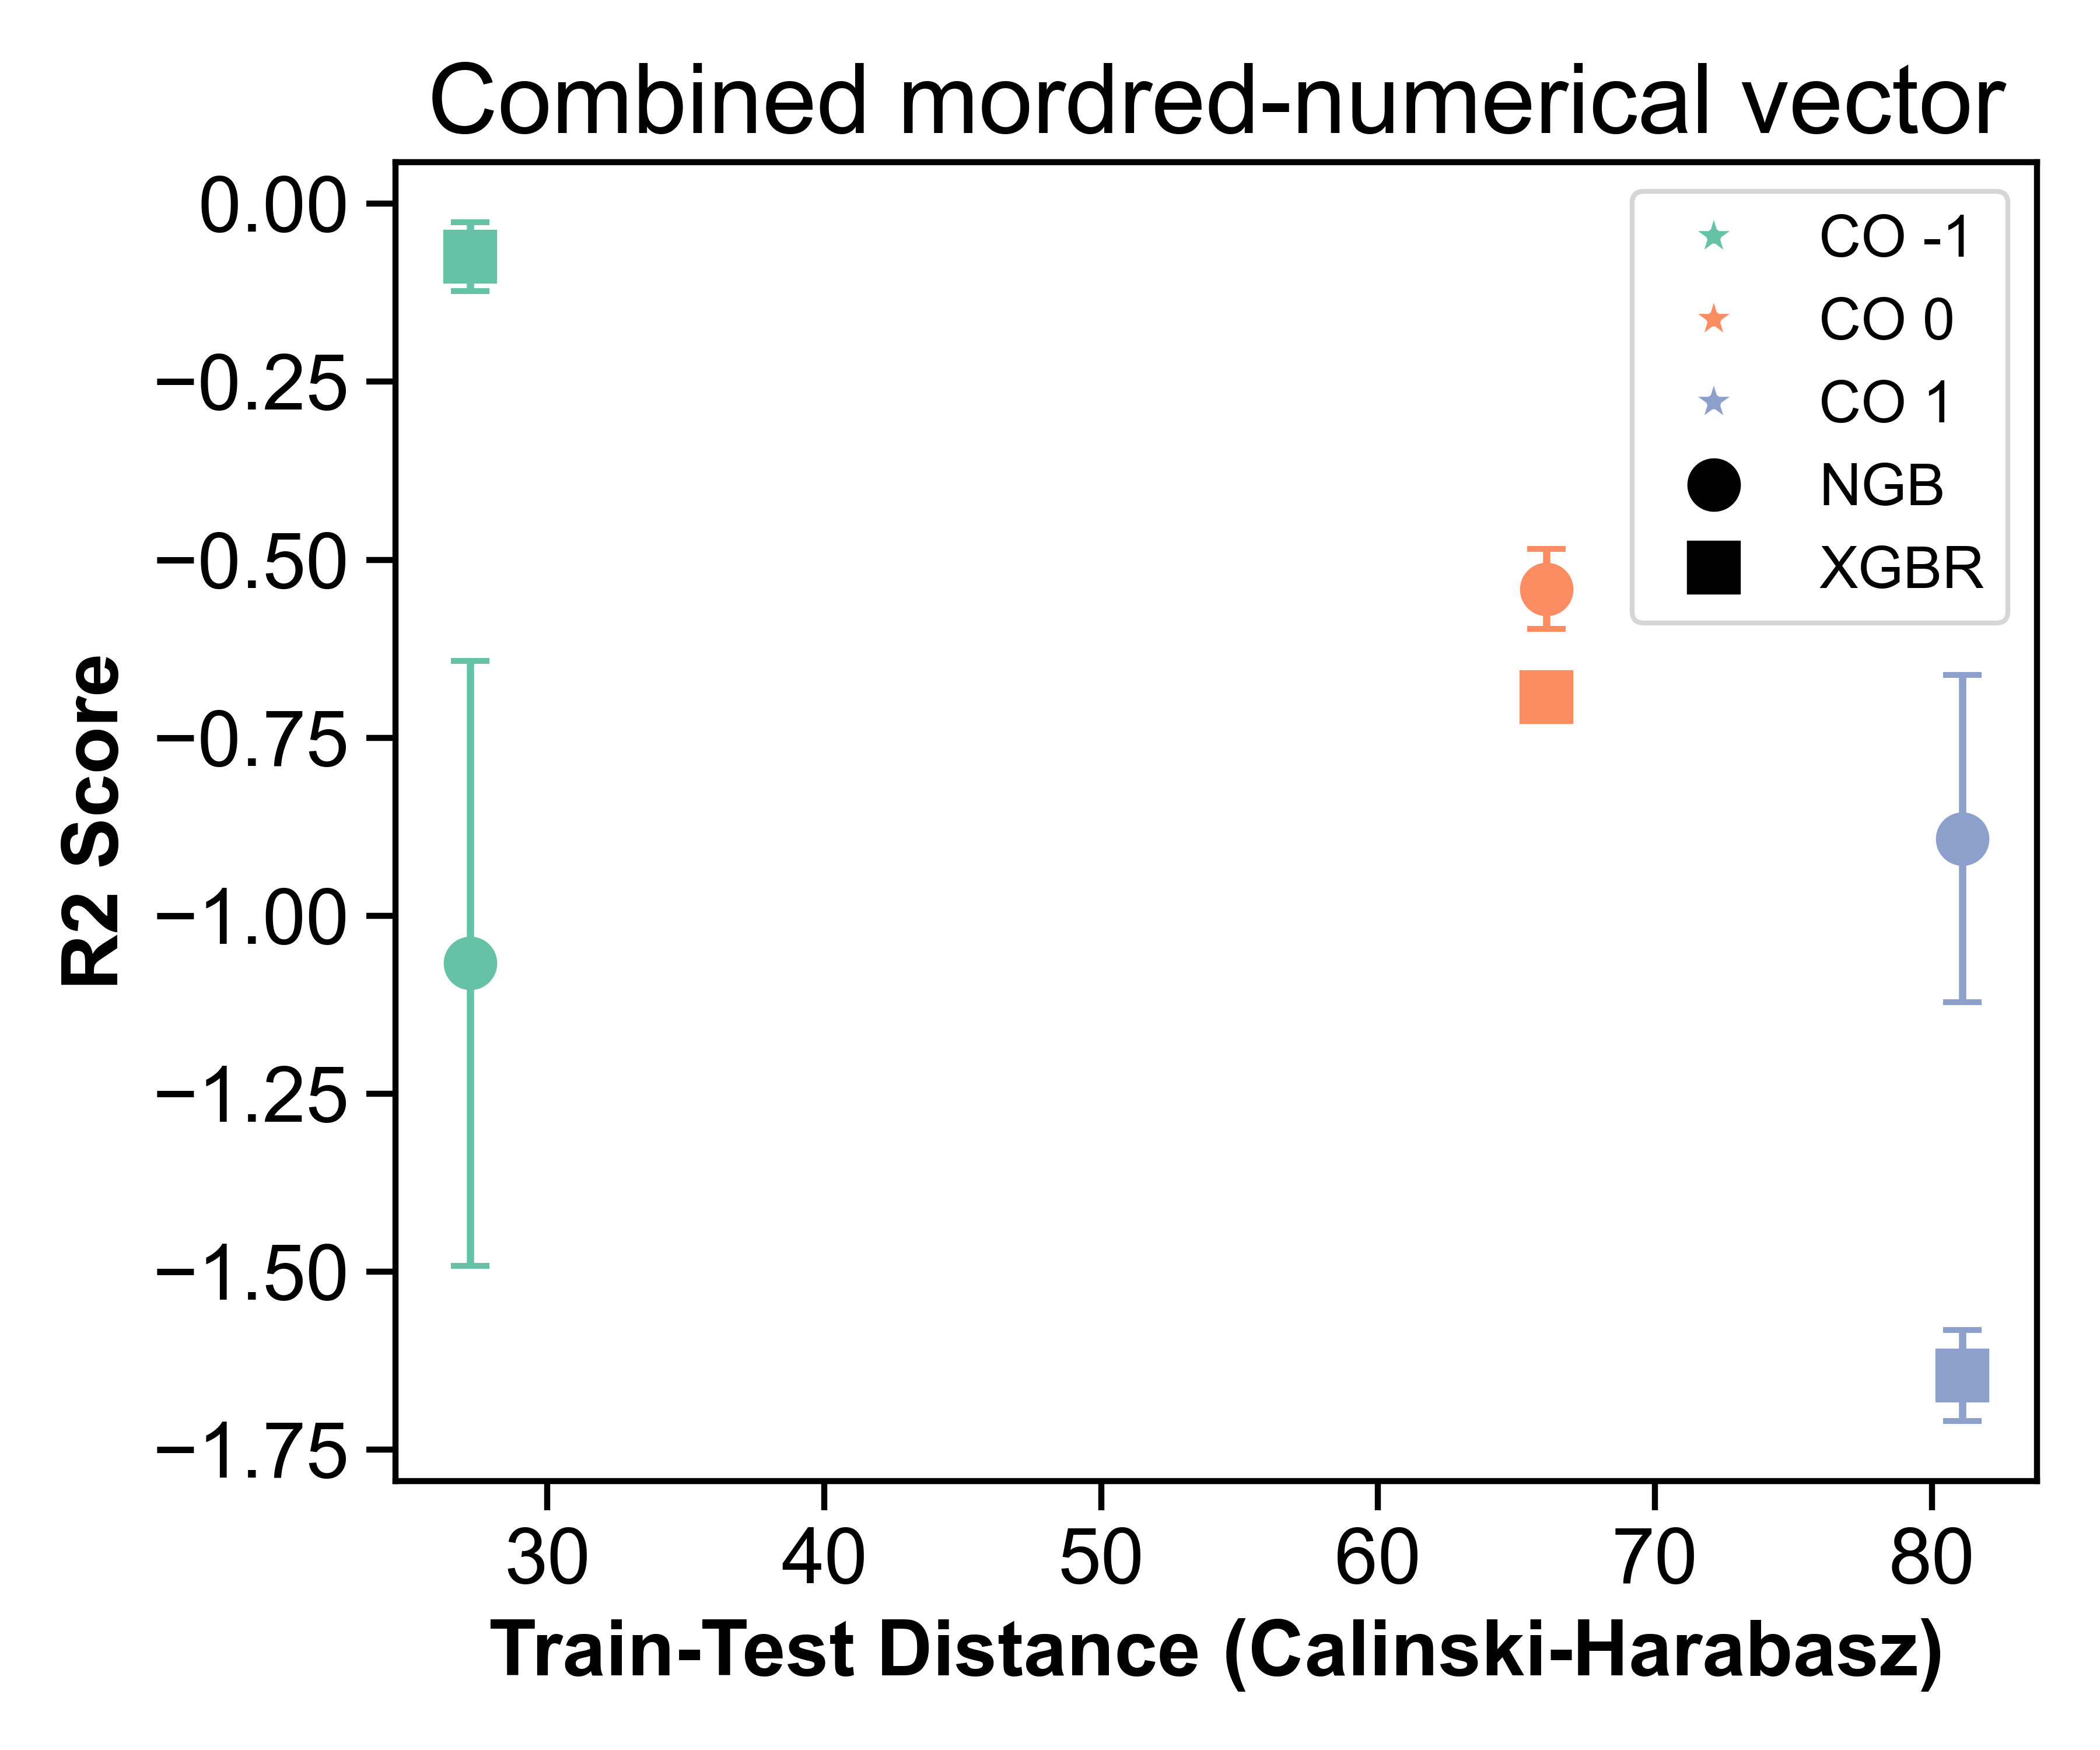 Combined mordred-numerical vector
0.00
−0.25
−0.50
−0.75
−1.00
−1.25
−1.50
−1.75
R2 Score
CO -1
CO 0
CO 1
NGB
XGBR
30 40 50 60 70 80
Train-Test Distance (Calinski-Harabasz)